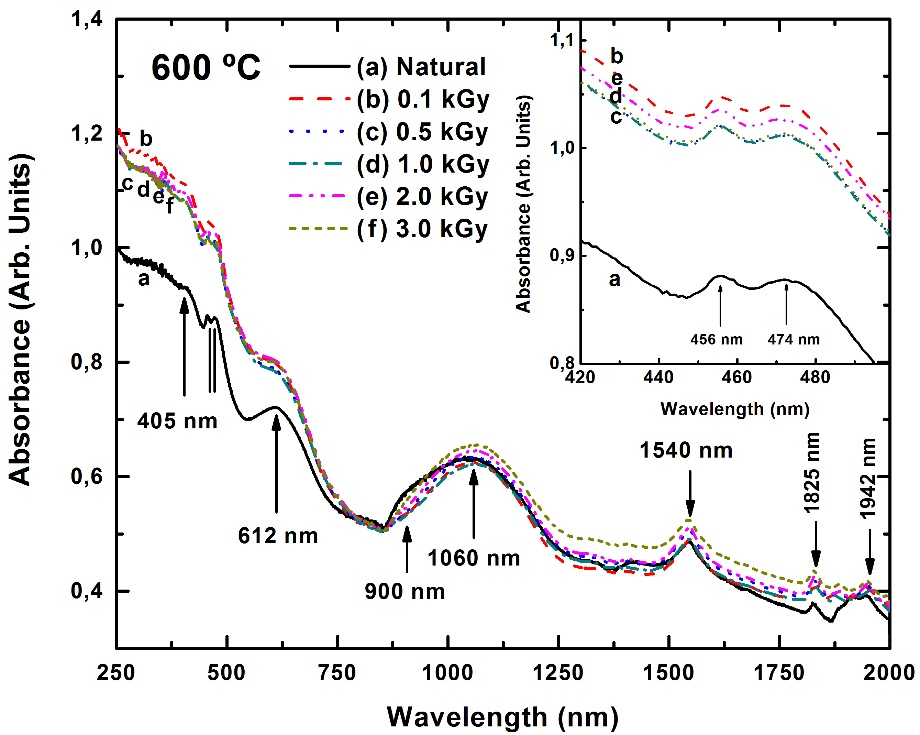 600 ºC
(a) Natural
(b) 0.1 kGy
(c) 0.5 kGy
(d) 1.0 kGy
(e) 2.0 kGy
(f) 3.0 kGy
Absorbance (Arb. Units)
1,4
1,2
1,0
0,8
0,6
0,4
250
500
750
1000
1250
1500
1750
2000
Wavelength (nm)
b
c
d
e
f
a
405 nm
612 nm
900 nm
1060 nm
1540 nm
1825 nm
1942 nm
Absorbance (Arb. Units)
1,1
1,0
0,9
0,8
b
e
d
c
a
456 nm
474 nm
420
440
460
480
Wavelength (nm)